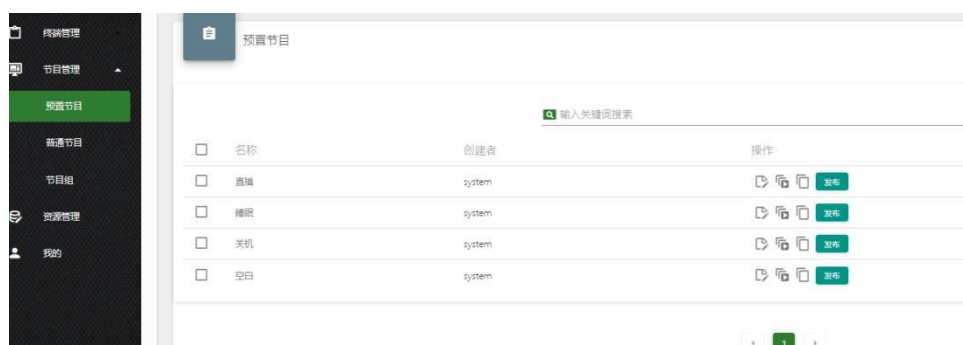 终端管理
节目管理
预置节目
普通节目
节目组
资源管理
我的
预置节目
输入关键词搜索
名称 创建者 操作
直播 system 发布
睡眠 system 发布
关机 system 发布
空白 system 发布
1